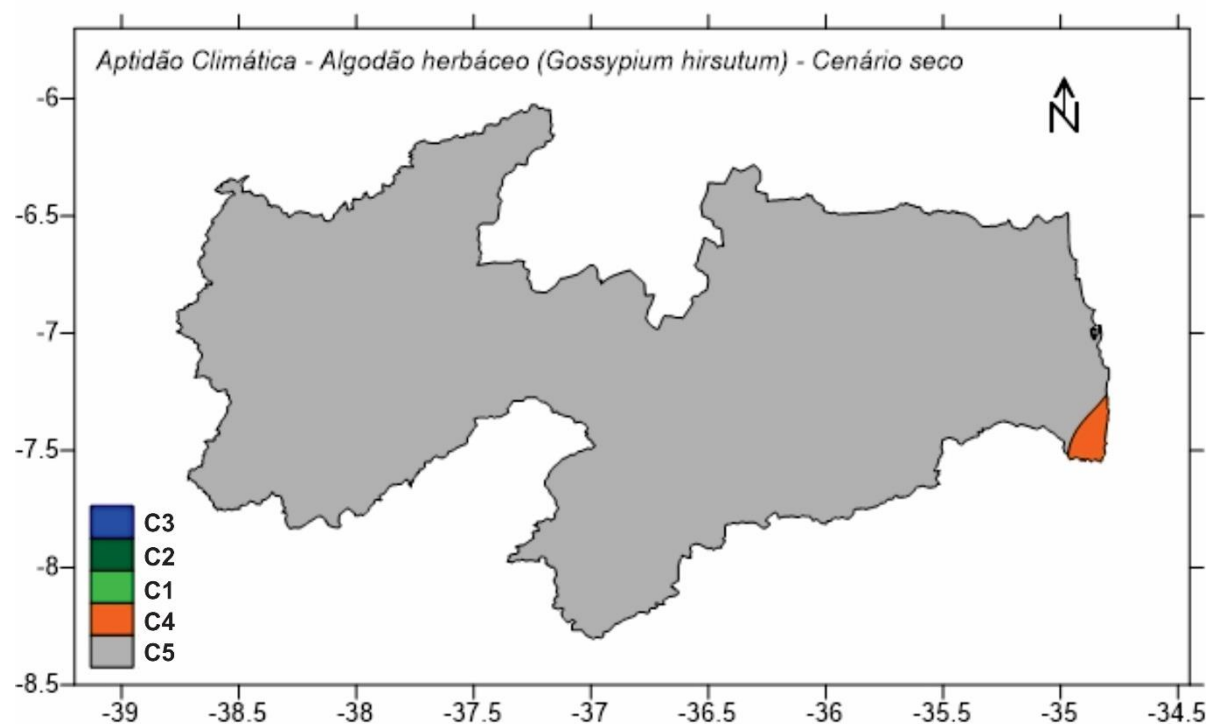 Aptidão Climática - Algodão herbáceo (Gossypium hirsutum) - Cenário seco
N
-6
-6.5
-7
-7.5
-8
-8.5
C3
C2
C1
C4
C5
-39 -38.5 -38 -37.5 -37 -36.5 -36 -35.5 -35 -34.5